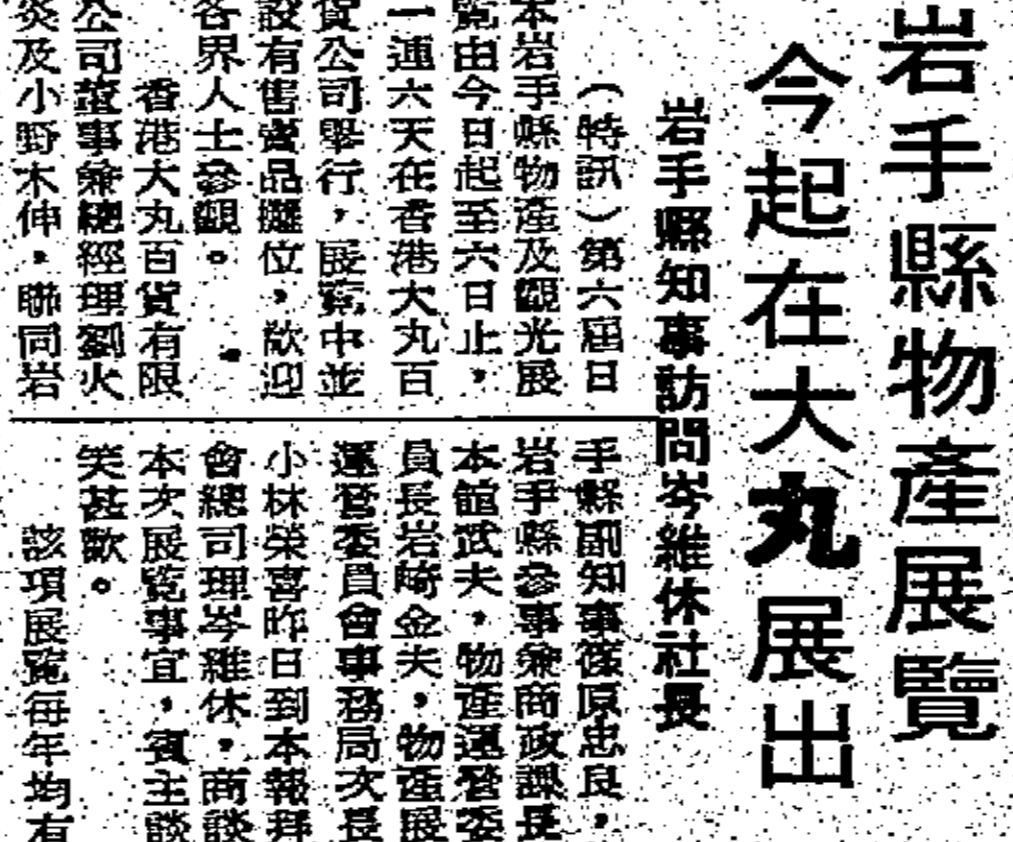 岩手縣物產展覽
今起在大丸展出
岩手縣知事訪問岑維休社長
（特訊）第六屆日
本岩手縣物產及觀光展
覽由今日起至六日止，
一連六天在香港大丸百
貨公司舉行，展覽中並
設有售賣品攤位，歡迎
各界人士參觀。
香港大丸百貨有限
公司董事兼總經理劉火
炎及小野木伸，聯同岩
手縣副知事篠原忠良，
岩手縣參事兼商政課長
本館武夫，物產運營委
員長岩崎金夫，物產展
運營委員會事務局次長
小林榮喜昨日到本報拜
會總司理岑維休，商談
本次展覽事宜，賓主談
笑甚歡。
該項展覽每年均有